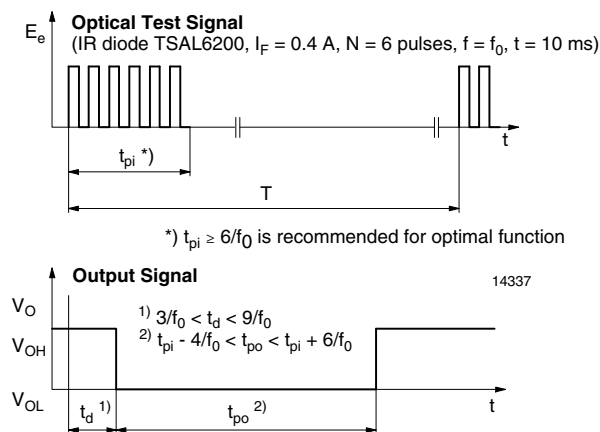 Optical Test Signal
(IR diode TSAL6200, I_F = 0.4 A, N = 6 pulses, f = f_0, t = 10 ms)
E_e
t
t_pi *)
T
*) t_pi ≥ 6/f_0 is recommended for optimal function
Output Signal
14337
V_O
V_OH
V_OL
1) 3/f_0 < t_d < 9/f_0
2) t_pi - 4/f_0 < t_po < t_pi + 6/f_0
t_d 1)
t_po 2)
t